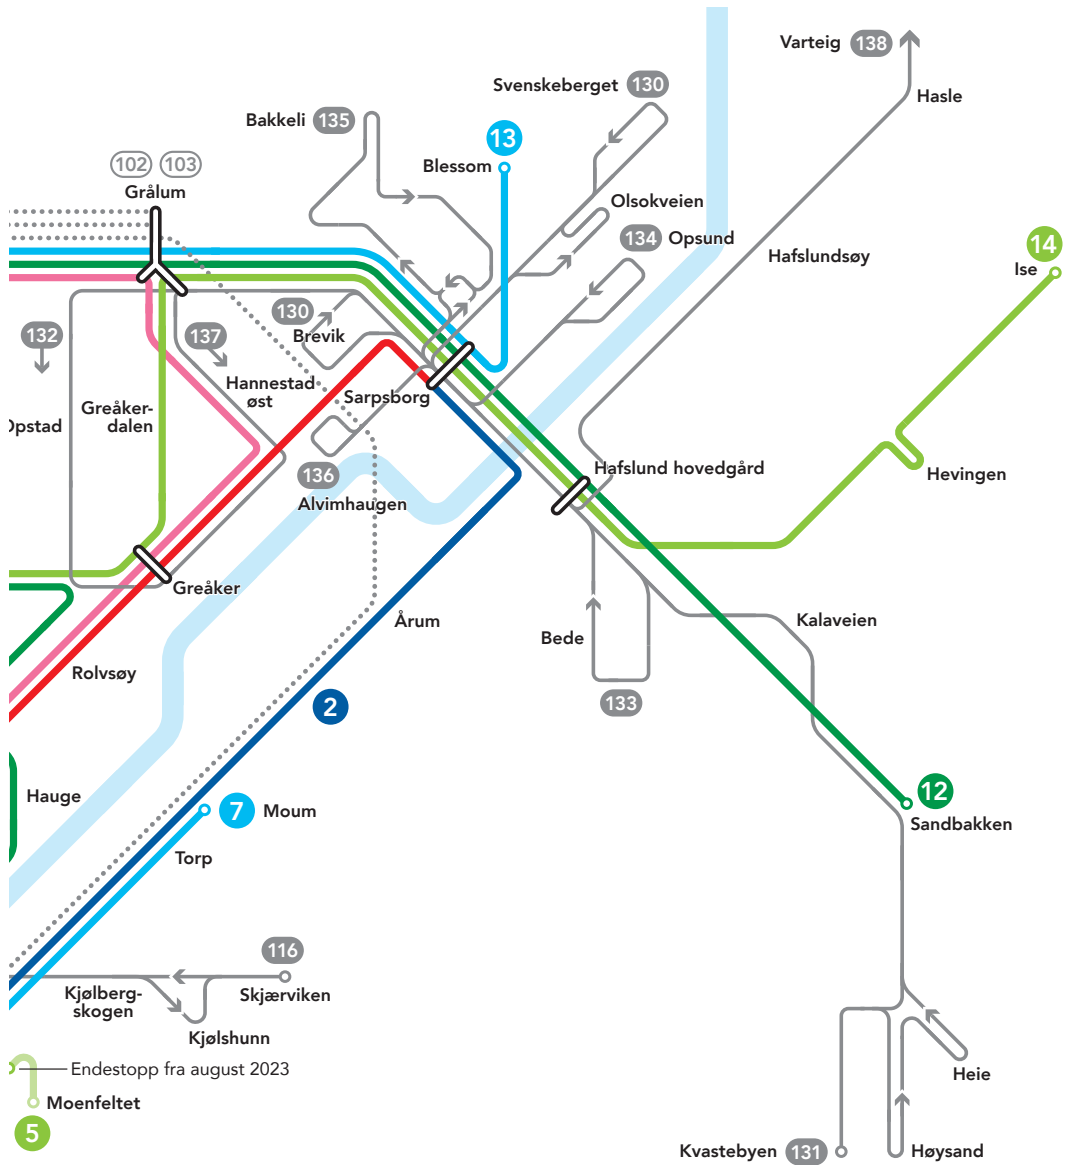 Varteig 138
Svenskeberget 130
Hasle
Bakkeli 135
13
Blessom
102 103
Grålum
Olsokveien
134 Opsund
14
Ise
Hafslundsøy
130
Brevik
132
137
Hannestad
øst
Sarpsborg
Greåker-
dalen
Opstad
136
Alvimhaugen
Hafslund hovedgård
Hevingen
Greåker
Årum
Kalaveien
Bede
133
Rolvsøy
2
Hauge
7 Moum
12
Sandbakken
Torp
116
Kjølberg-
skogen
Skjærviken
Kjølshunn
Endestopp fra august 2023
Heie
Moenfeltet
5
Kvastebyen 131
Høysand